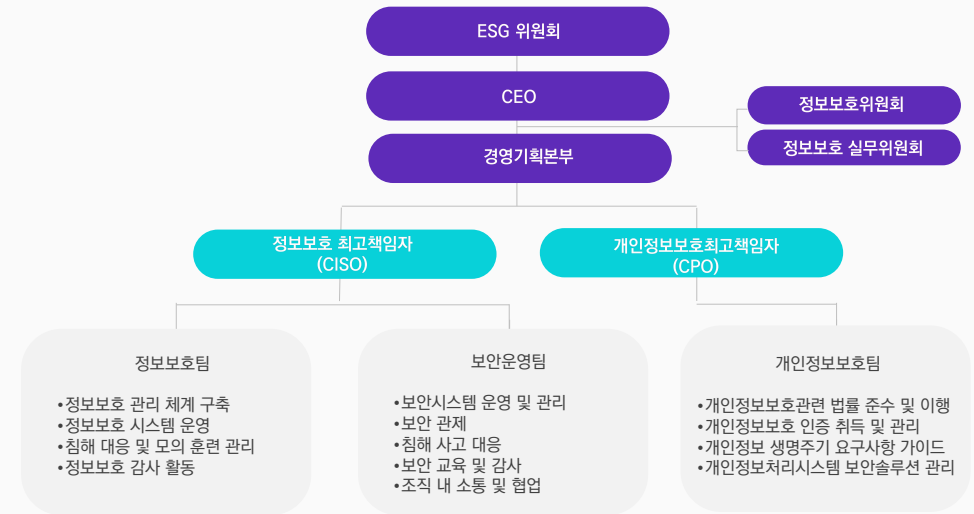 ESG 위원회
CEO
정보보호위원회
정보보호 실무위원회
경영기획본부
정보보호 최고책임자
(CISO)
개인정보보호최고책임자
(CPO)
정보보호팀
•정보보호 관리 체계 구축
•정보보호 시스템 운영
•침해 대응 및 모의 훈련 관리
•정보보호 감사 활동
보안운영팀
•보안시스템 운영 및 관리
•보안 관제
•침해 사고 대응
•보안 교육 및 감사
•조직 내 소통 및 협업
개인정보보호팀
•개인정보보호관련 법률 준수 및 이행
•개인정보보호 인증 취득 및 관리
•개인정보 생명주기 요구사항 가이드
•개인정보처리시스템 보안솔루션 관리